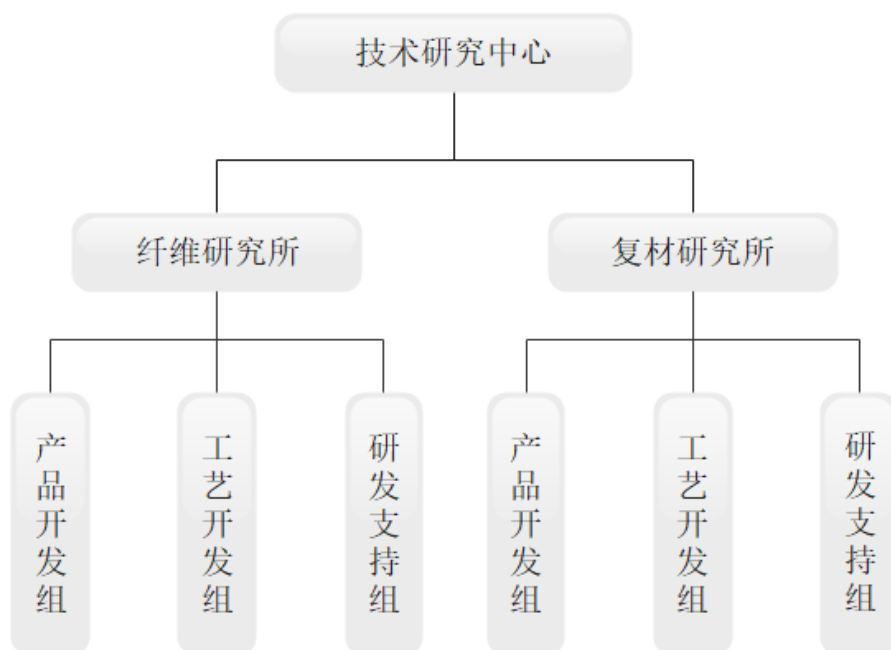 技术研究中心
纤维研究所
复材研究所
产品开发组
工艺开发组
研发支持组
产品开发组
工艺开发组
研发支持组